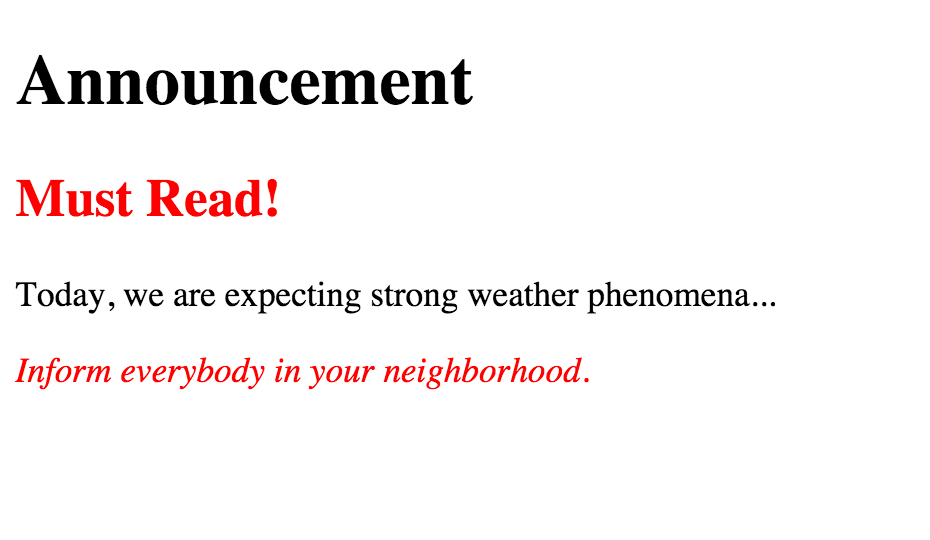 Announcement
Must Read!
Today, we are expecting strong weather phenomena...
Inform everybody in your neighborhood.